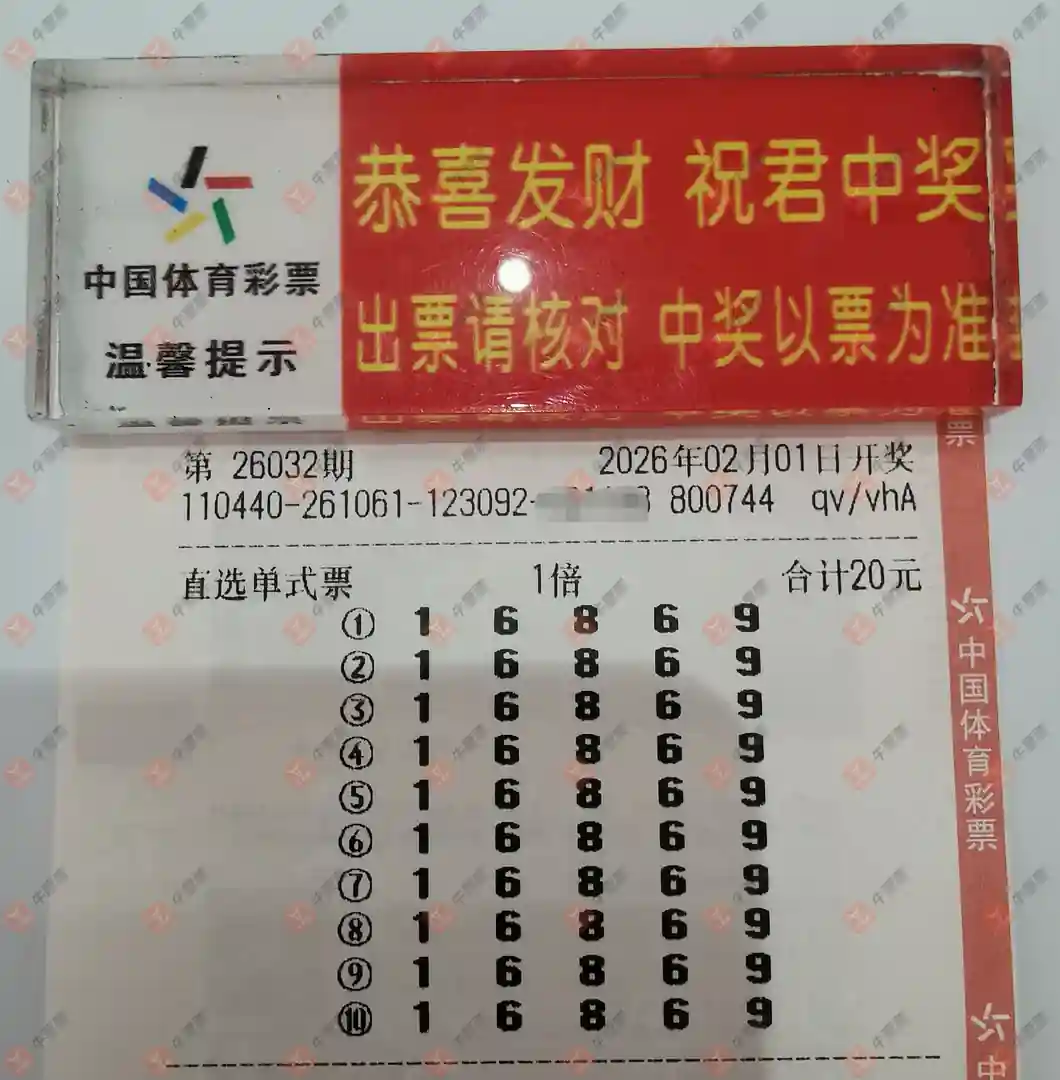 恭喜发财 祝君中奖
中国体育彩票
出票请核对 中奖以票为准
温馨提示
第 26032期 2026年02月01日开奖
110440-261061-123092- 800744 qv/vhA
直选单式票 1倍 合计20元
① 1 6 8 6 9
② 1 6 8 6 9
③ 1 6 8 6 9
④ 1 6 8 6 9
⑤ 1 6 8 6 9
⑥ 1 6 8 6 9
⑦ 1 6 8 6 9
⑧ 1 6 8 6 9
⑨ 1 6 8 6 9
⑩ 1 6 8 6 9
票
中国体育彩票
中